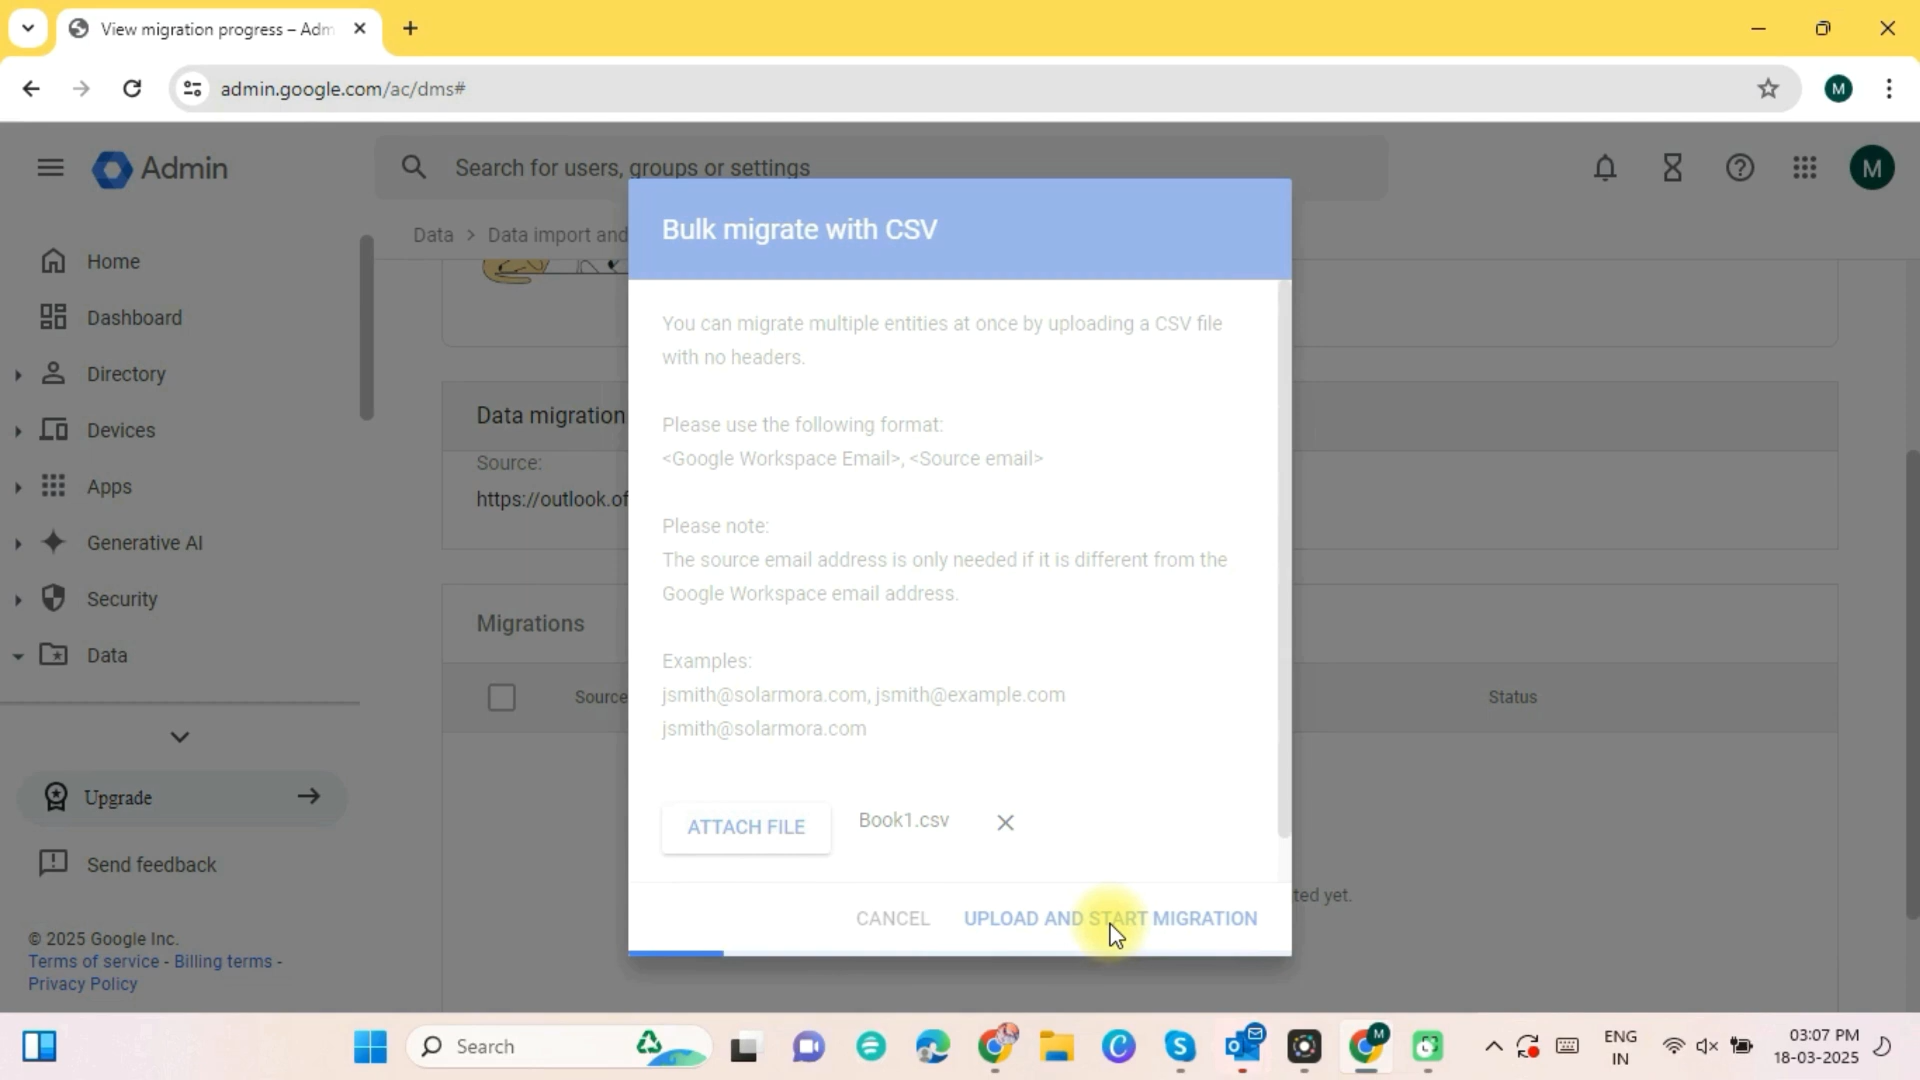 View migration progress – Adm
admin.google.com/ac/dms#
M
Admin
Search for users, groups or settings
M
Data > Data import and
Home
Dashboard
Directory
Devices
Apps
Generative AI
Security
Data
Upgrade
Send feedback
© 2025 Google Inc.
Terms of service - Billing terms -
Privacy Policy
Data migration
Source:
https://outlook.of
Migrations
Source
Status
ted yet.
Bulk migrate with CSV
You can migrate multiple entities at once by uploading a CSV file
with no headers.
Please use the following format:
<Google Workspace Email>, <Source email>
Please note:
The source email address is only needed if it is different from the
Google Workspace email address.
Examples:
jsmith@solarmora.com, jsmith@example.com
jsmith@solarmora.com
ATTACH FILE
Book1.csv
CANCEL
UPLOAD AND START MIGRATION
Search
M
ENG
IN
03:07 PM
18-03-2025